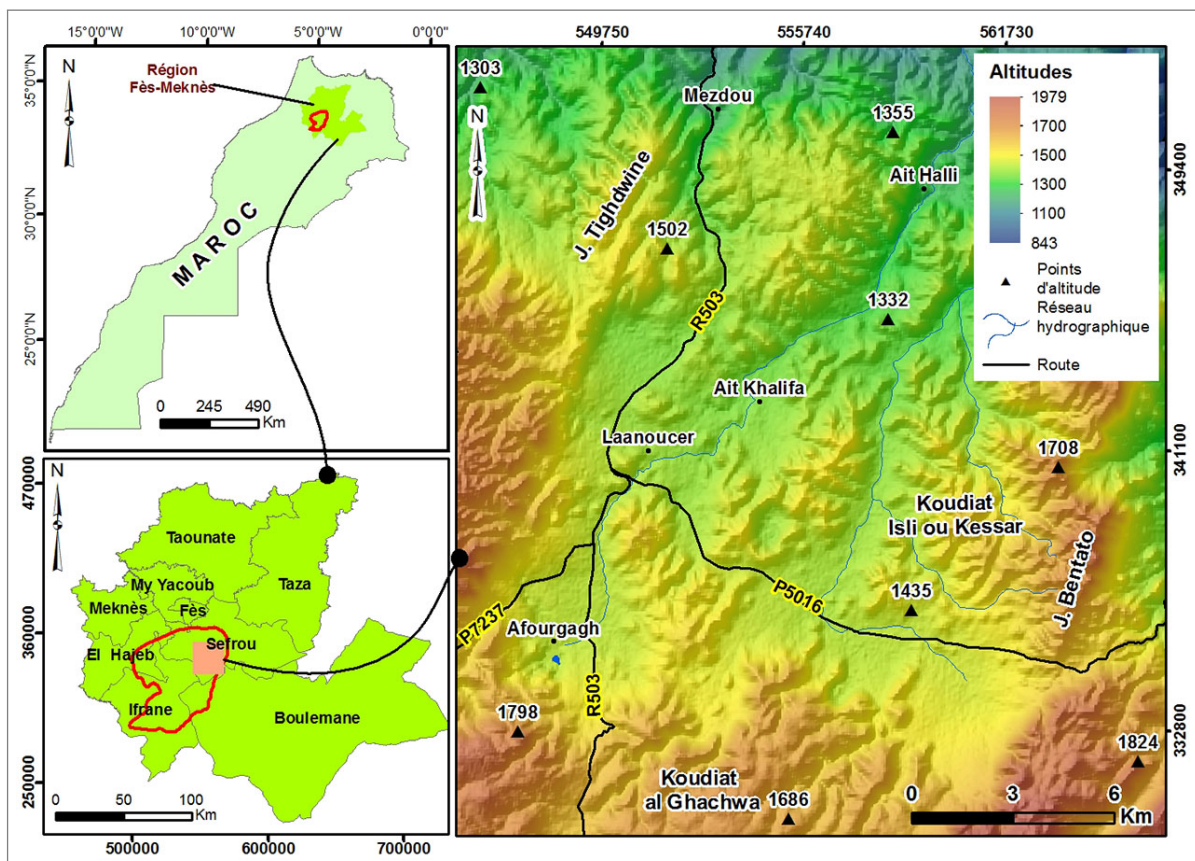 15°0'0"W
10°0'0"W
5°0'0"W
0°0'0"
35°0'0"N
30°0'0"N
25°0'0"N
N
Région
Fès-Meknès
MAROC
0 245 490
Km
470000
360000
250000
N
Taounate
My Yacoub
Taza
Meknès
Fès
Sefrou
El Hajeb
Ifrane
Boulemane
0 50 100
Km
500000
600000
700000
549750
555740
561730
349400
341100
332800
N
1303
Mezdou
1355
Ait Halli
J. Tighdwine
1502
1332
R503
Ait Khalifa
Laanoucer
1708
Koudiat
Isli ou Kessar
J. Bentato
P5016
1435
P7237
Afourgagh
R503
1798
Koudiat
al Ghachwa
1686
1824
0 3 6
Km
Altitudes
1979
1700
1500
1300
1100
843
Points
d'altitude
Réseau
hydrographique
Route